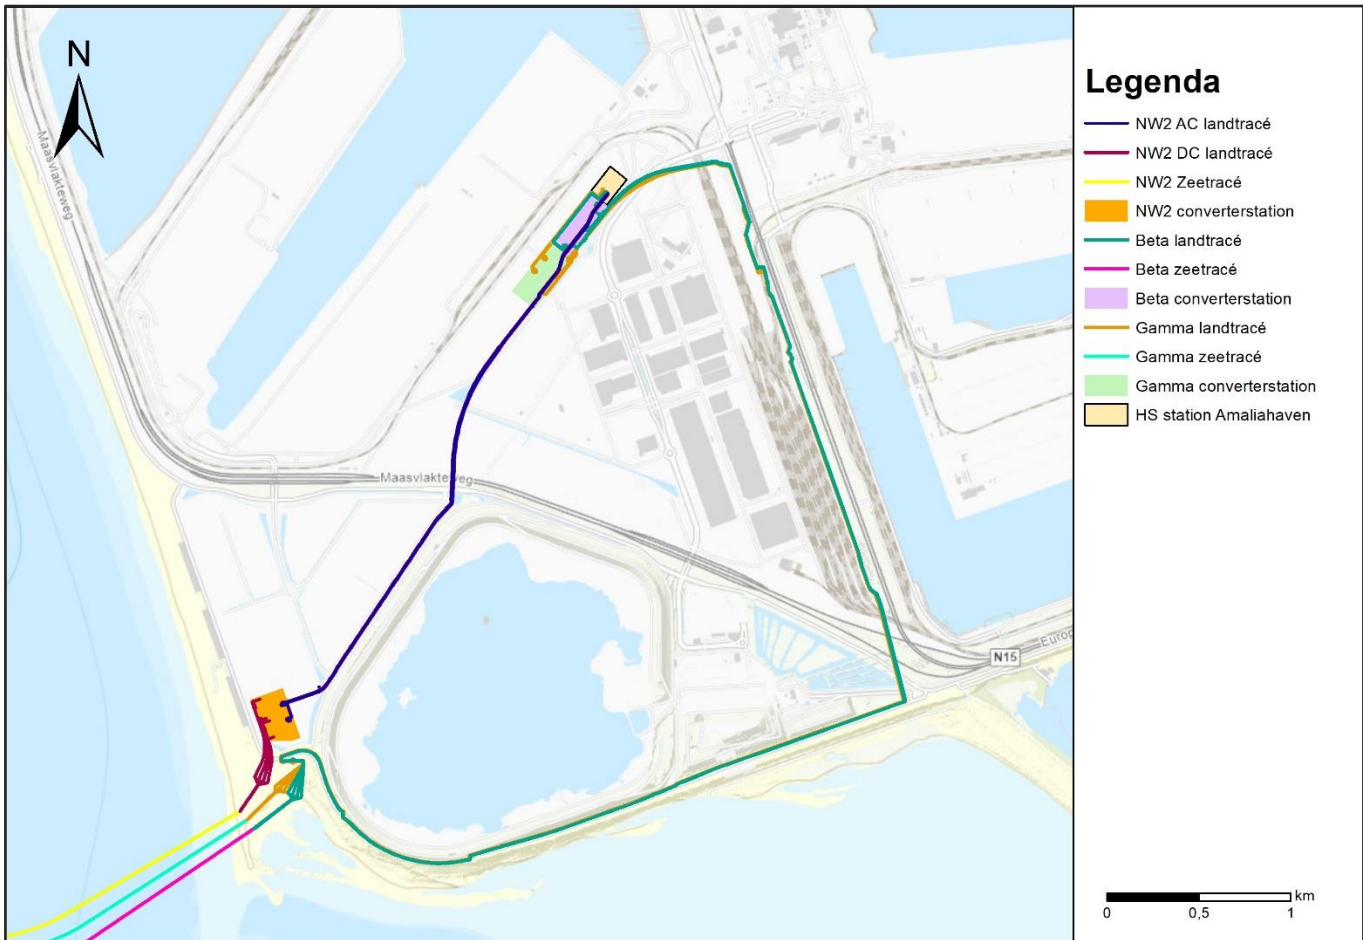 N
Maasvlakteweg
Maasvlakteweg
N15
Europ
Legenda
NW2 AC landtracé
NW2 DC landtracé
NW2 Zeetracé
NW2 converterstation
Beta landtracé
Beta zeetracé
Beta converterstation
Gamma landtracé
Gamma zeetracé
Gamma converterstation
HS station Amaliahaven
km
0 0,5 1